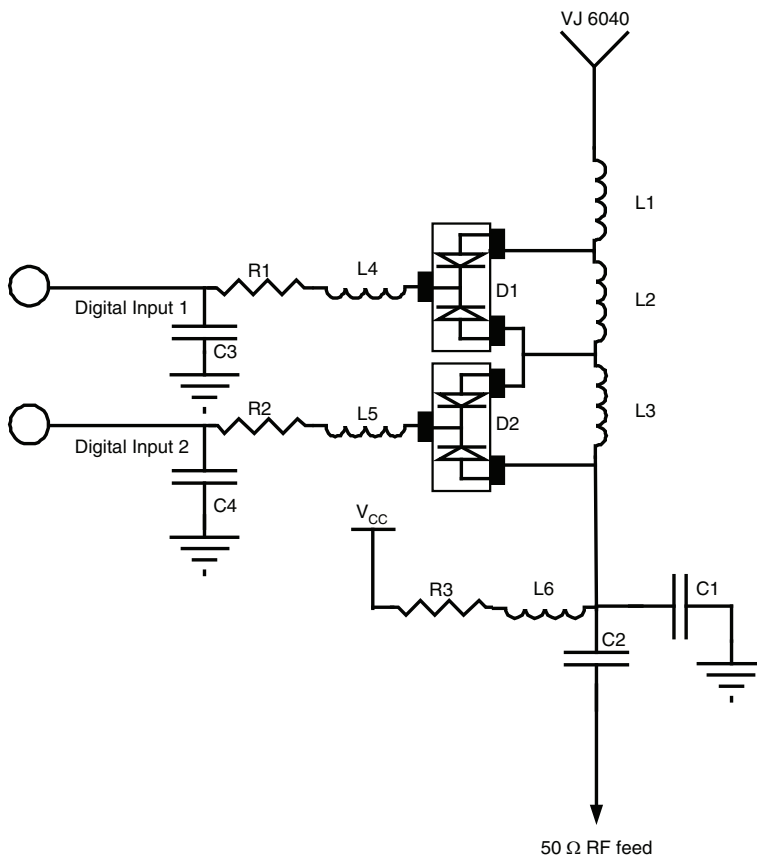 VJ 6040
L1
R1
L4
D1
L2
Digital Input 1
C3
R2
L5
D2
L3
Digital Input 2
C4
VCC
R3
L6
C1
C2
50 Ω RF feed